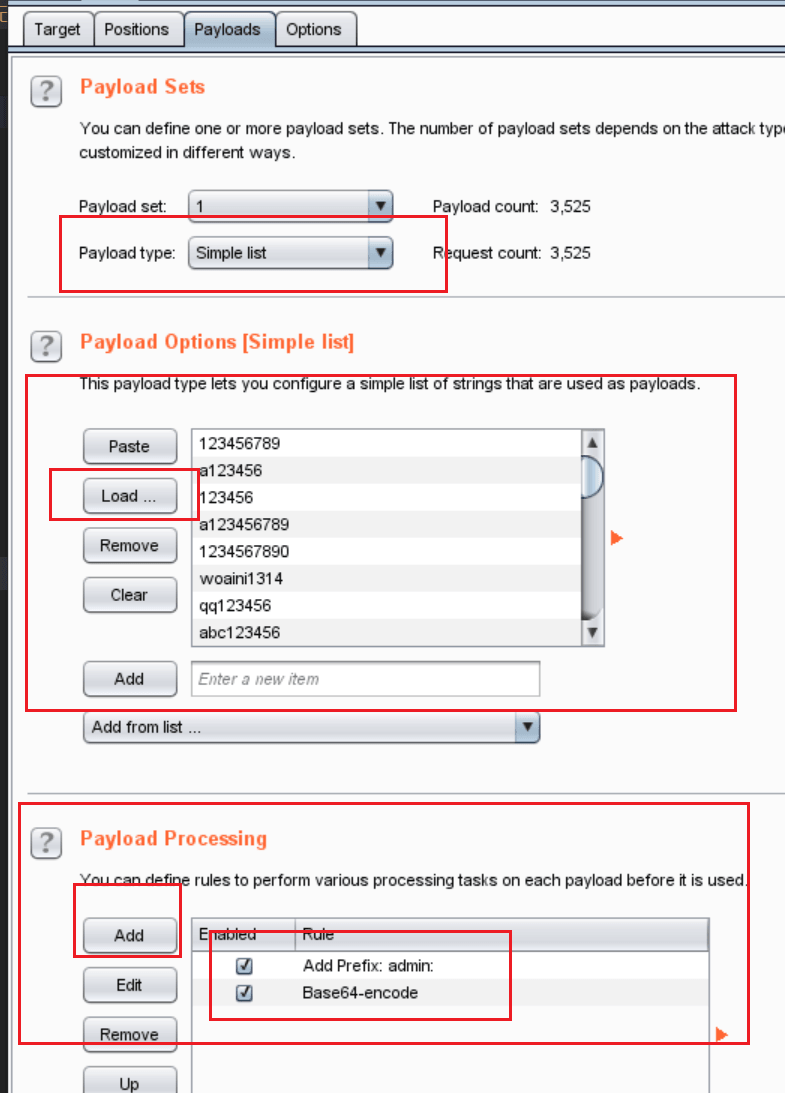 Target Positions Payloads Options
? Payload Sets
You can define one or more payload sets. The number of payload sets depends on the attack type
customized in different ways.
Payload set: 1 Payload count: 3,525
Payload type: Simple list Request count: 3,525
? Payload Options [Simple list]
This payload type lets you configure a simple list of strings that are used as payloads.
Paste
Load ...
Remove
Clear
123456789
a123456
123456
a123456789
1234567890
woaini1314
qq123456
abc123456
Add Enter a new item
Add from list ...
? Payload Processing
You can define rules to perform various processing tasks on each payload before it is used.
Add
Edit
Remove
Up
Enabled Rule
Add Prefix: admin:
Base64-encode